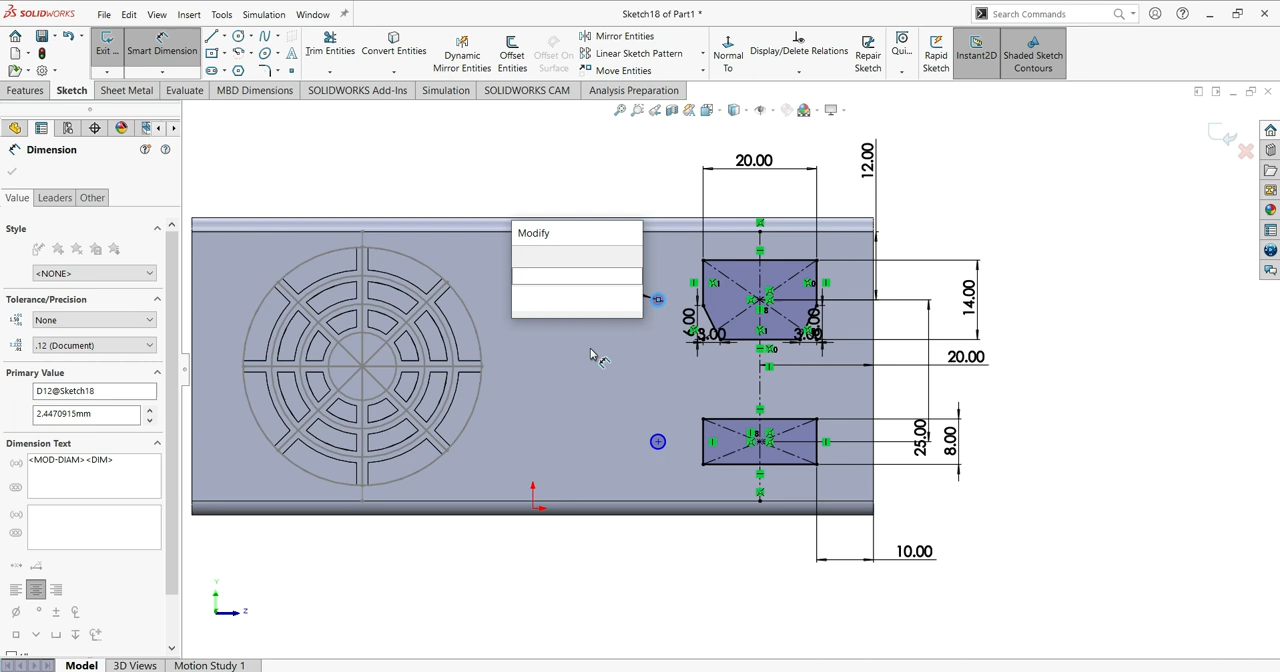 SOLIDWORKS
File Edit View Insert Tools Simulation Window
Sketch18 of Part1 *
Search Commands
Exit ...
Smart Dimension
Trim Entities
Convert Entities
Dynamic Mirror Entities
Offset Entities
Offset On Surface
Mirror Entities
Linear Sketch Pattern
Move Entities
Normal To
Display/Delete Relations
Repair Sketch
Qui...
Rapid Sketch
Instant2D
Shaded Sketch Contours
Features Sketch Sheet Metal Evaluate MBD Dimensions SOLIDWORKS Add-Ins Simulation SOLIDWORKS CAM Analysis Preparation
Dimension
Value Leaders Other
Style
<NONE>
Tolerance/Precision
None
.12 (Document)
Primary Value
D12@Sketch18
2.4470915mm
Dimension Text
<MOD-DIAM> <DIM>
Modify
20.00
12.00
14.00
6.00
3.00
3.00
20.00
25.00
8.00
10.00
Y
Z
Model 3D Views Motion Study 1